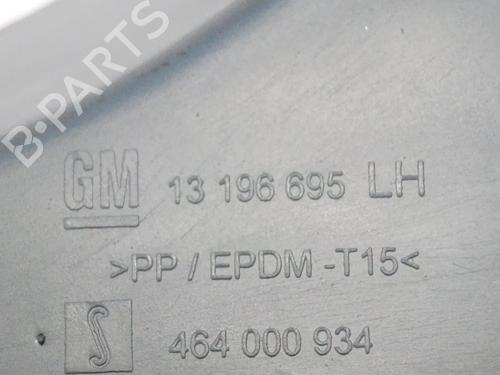 B-PARTS
GM 13 196 695 LH
>PP / EPDM -T15<
S 464 000 934